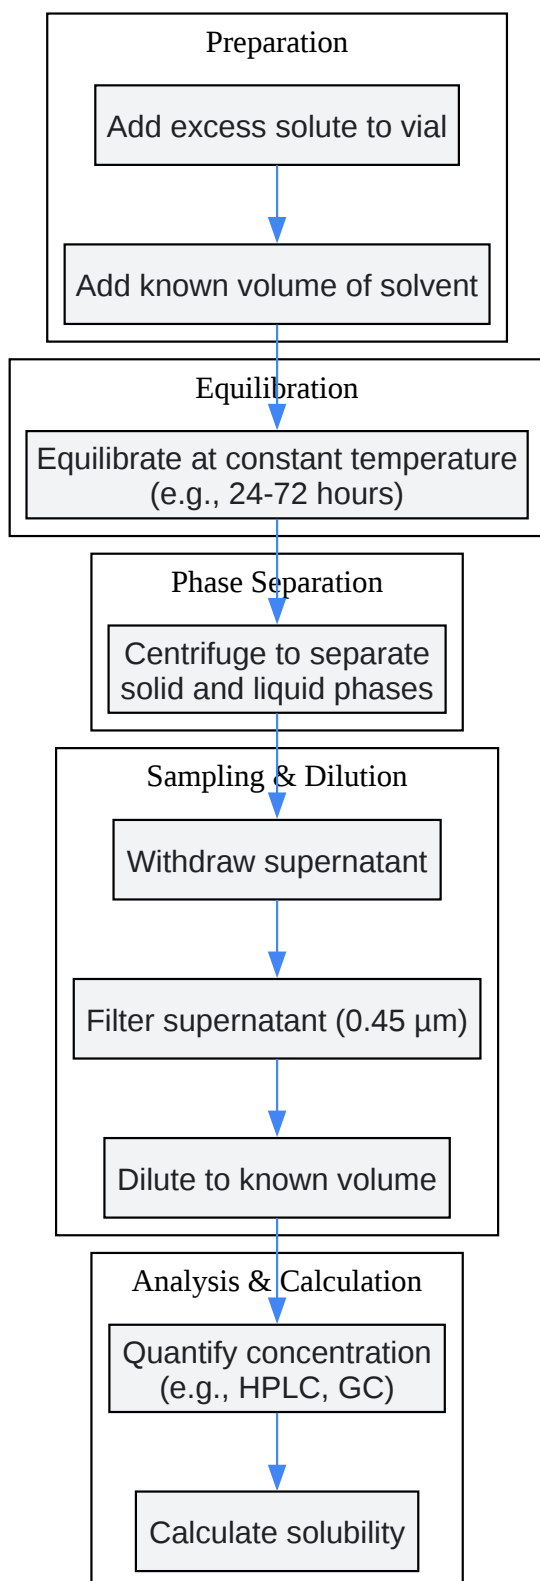 Preparation
Add excess solute to vial
Add known volume of solvent
Equilibration
Equilibrate at constant temperature
(e.g., 24-72 hours)
Phase Separation
Centrifuge to separate
solid and liquid phases
Sampling & Dilution
Withdraw supernatant
Filter supernatant (0.45 µm)
Dilute to known volume
Analysis & Calculation
Quantify concentration
(e.g., HPLC, GC)
Calculate solubility